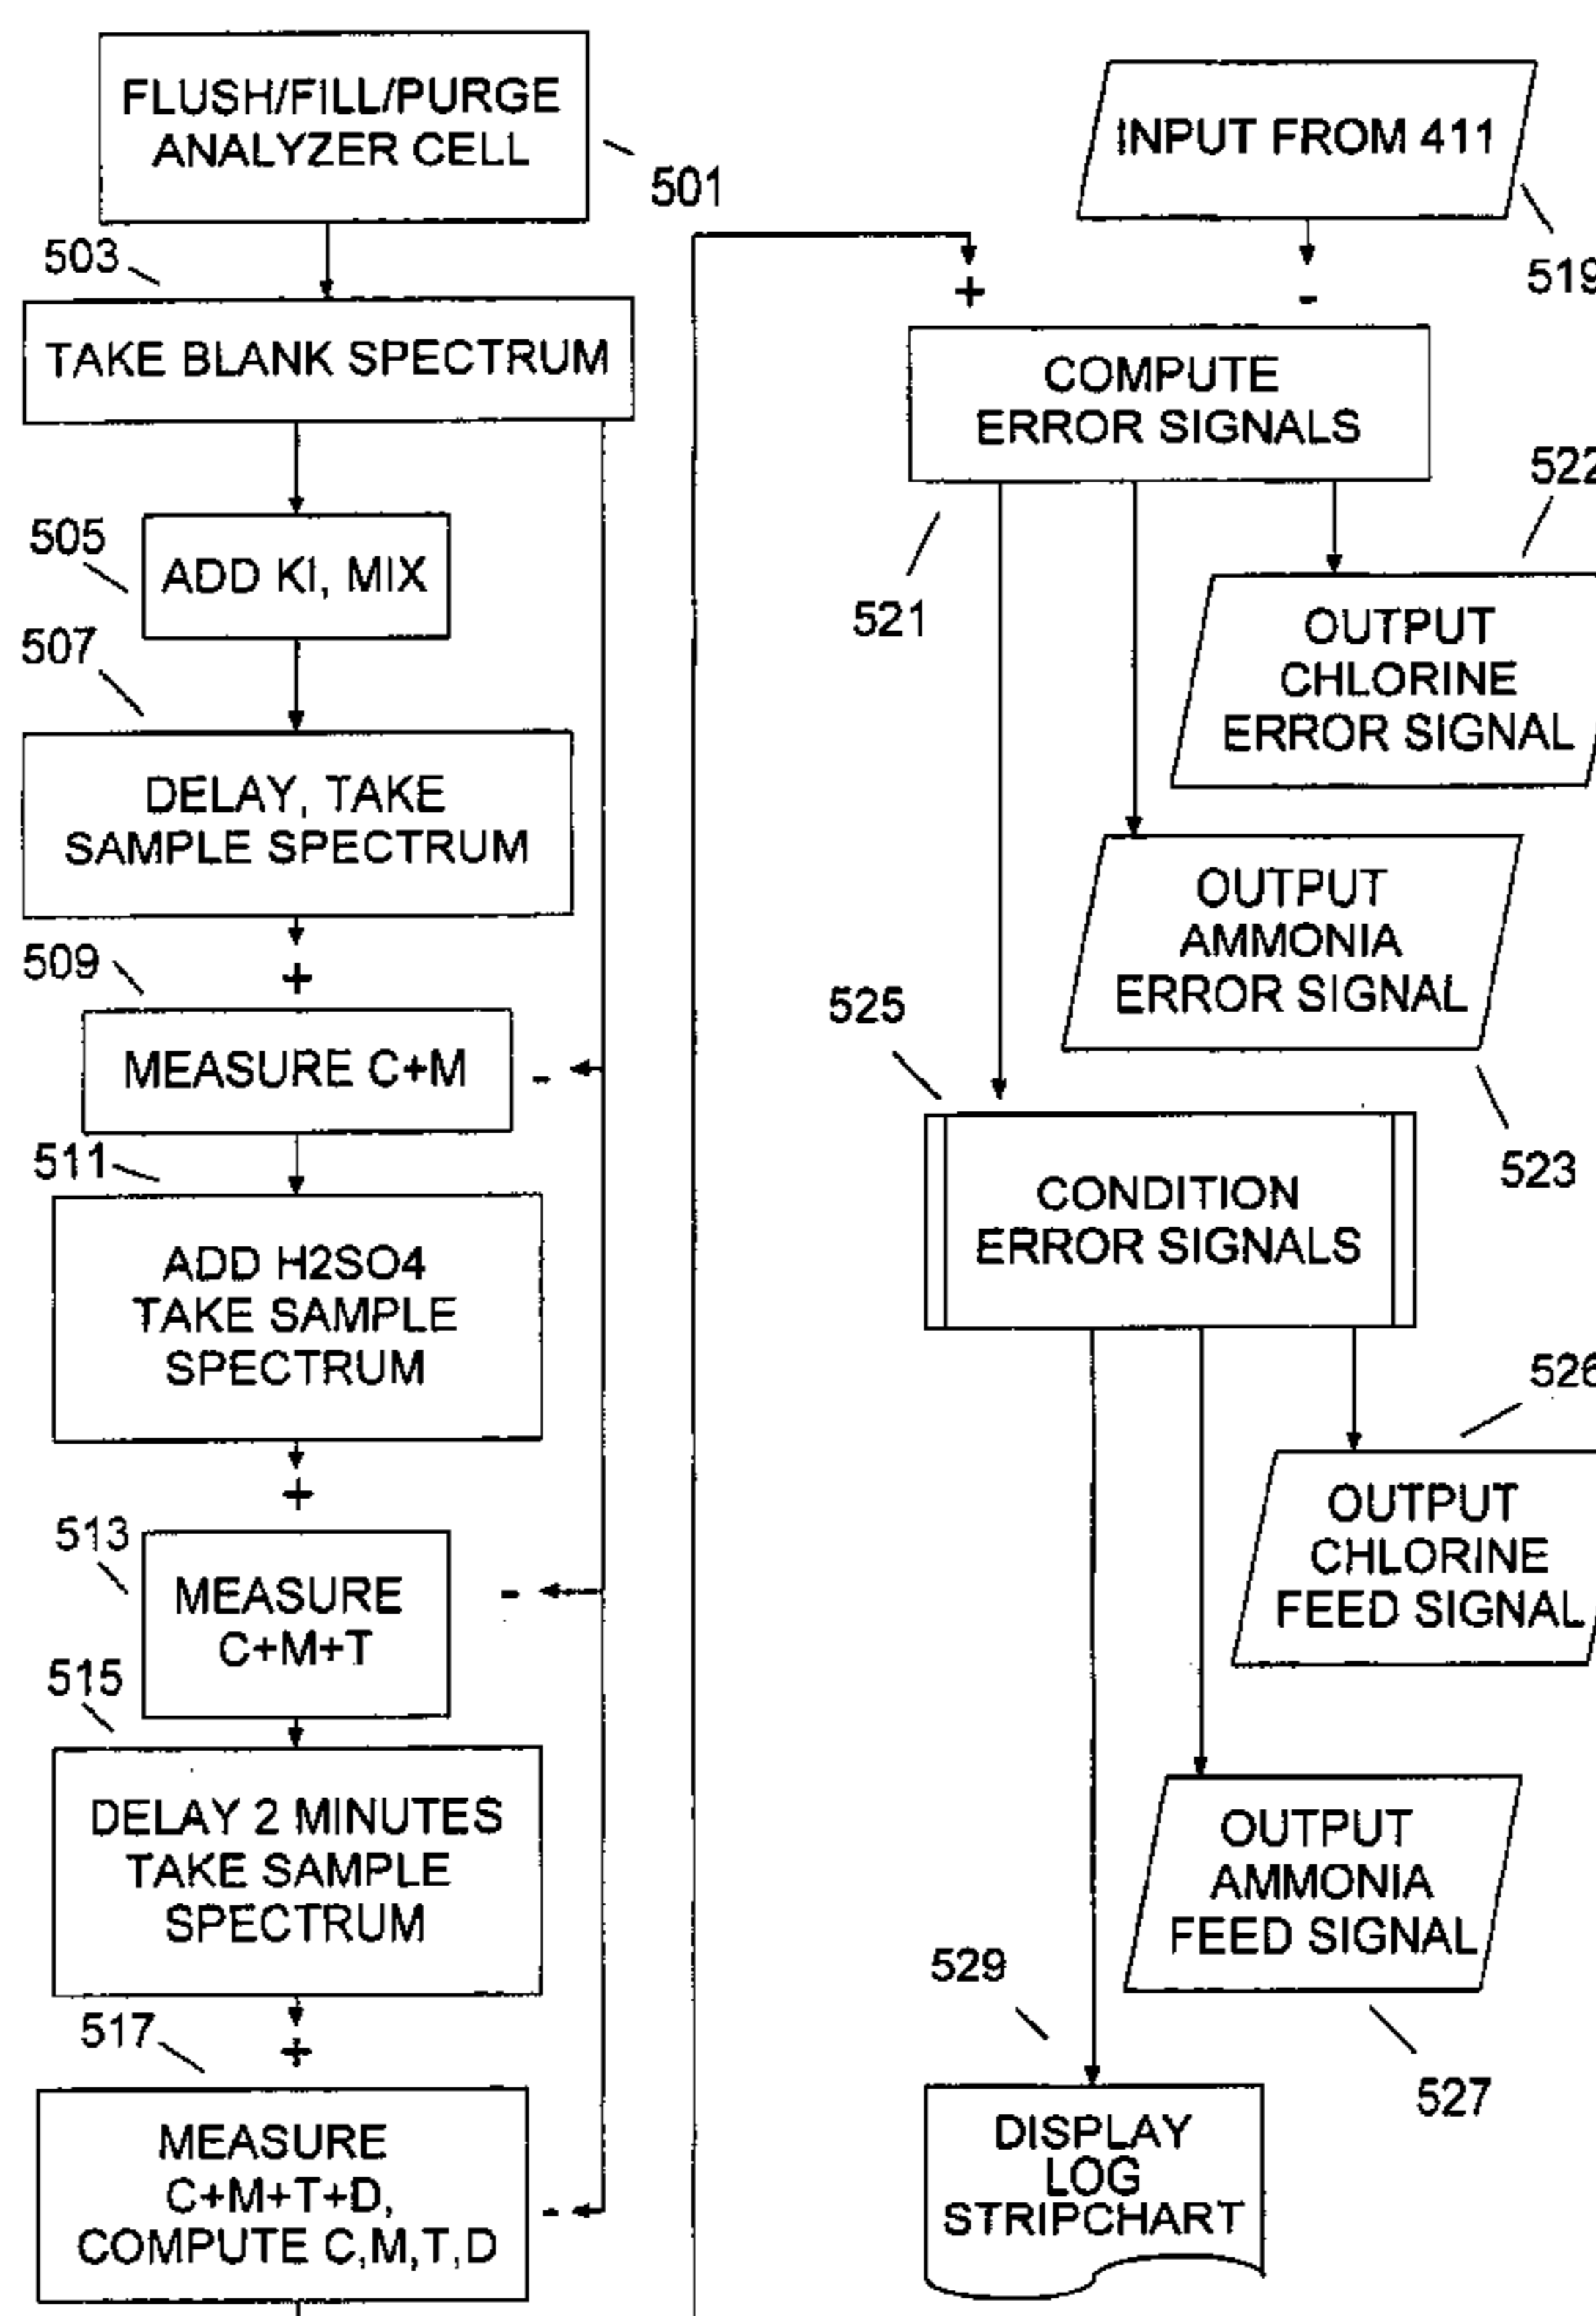 FLUSH/FILL/PURGE
ANALYZER CELL
501
503
TAKE BLANK SPECTRUM
505
ADD KI, MIX
507
DELAY, TAKE
SAMPLE SPECTRUM
+
509
MEASURE C+M
-
511
ADD H2SO4
TAKE SAMPLE
SPECTRUM
+
513
MEASURE
C+M+T
-
515
DELAY 2 MINUTES
TAKE SAMPLE
SPECTRUM
+
517
MEASURE
C+M+T+D,
COMPUTE C,M,T,D
-
INPUT FROM 411
519
+
-
COMPUTE
ERROR SIGNALS
521
522
OUTPUT
CHLORINE
ERROR SIGNAL
OUTPUT
AMMONIA
ERROR SIGNAL
523
525
CONDITION
ERROR SIGNALS
526
OUTPUT
CHLORINE
FEED SIGNAL
OUTPUT
AMMONIA
FEED SIGNAL
527
529
DISPLAY
LOG
STRIPCHART